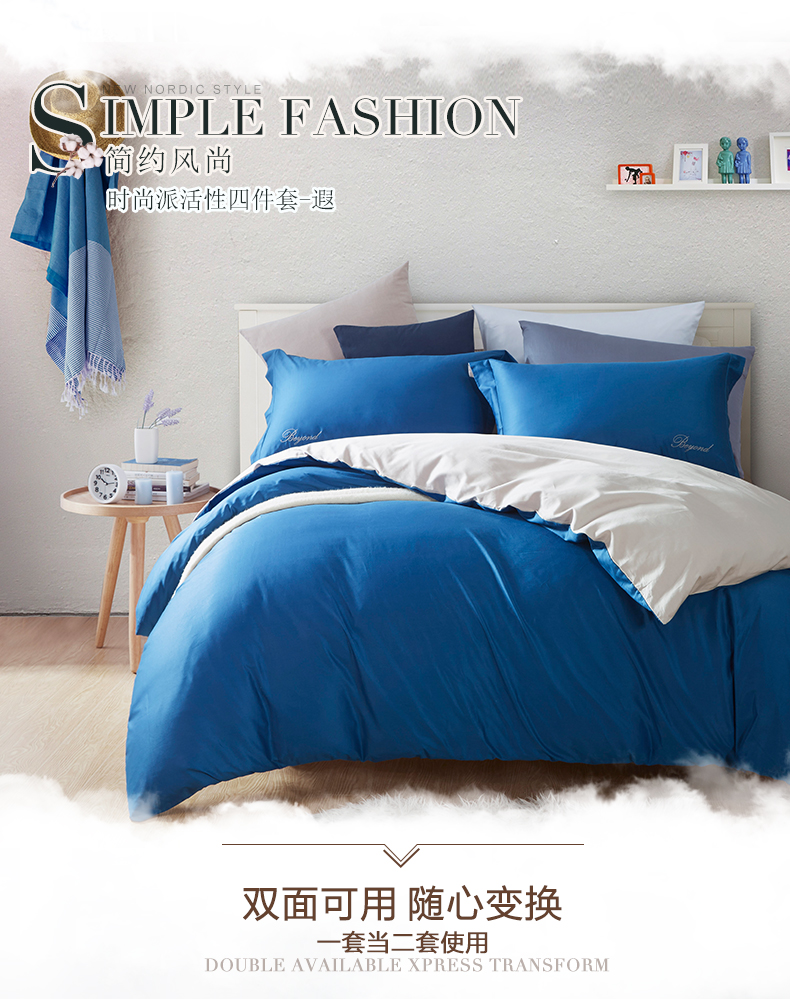 NEW NORDIC STYLE
SIMPLE FASHION
简约风尚
时尚派活性四件套-遐
Beyond
Beyond
双面可用 随心变换
一套当二套使用
DOUBLE AVAILABLE XPRESS TRANSFORM